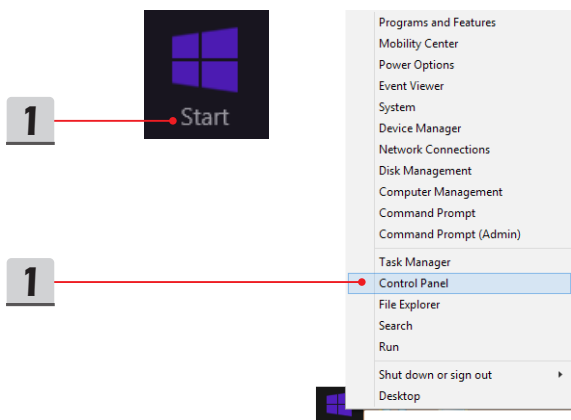 1
Start
1
Programs and Features
Mobility Center
Power Options
Event Viewer
System
Device Manager
Network Connections
Disk Management
Computer Management
Command Prompt
Command Prompt (Admin)
Task Manager
Control Panel
File Explorer
Search
Run
Shut down or sign out
Desktop